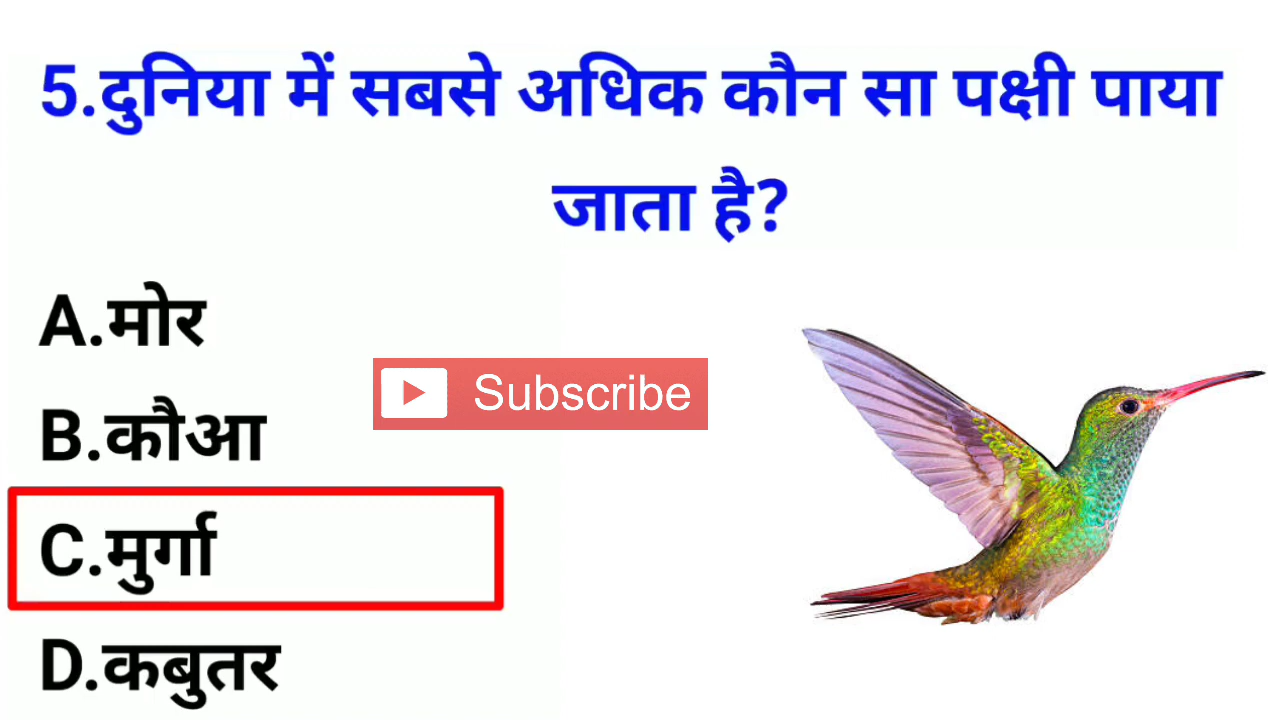 5.दुनिया में सबसे अधिक कौन सा पक्षी पाया
जाता है?
A.मोर
Subscribe
B.कौआ
C.मुर्गा
D.कबुतर